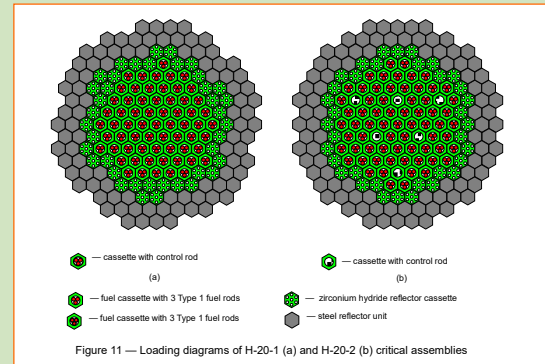 — cassette with control rod
— cassette with control rod
(a)
(b)
— fuel cassette with 3 Type 1 fuel rods
— zirconium hydride reflector cassette
— fuel cassette with 3 Type 1 fuel rods
— steel reflector unit
Figure 11 — Loading diagrams of H-20-1 (a) and H-20-2 (b) critical assemblies